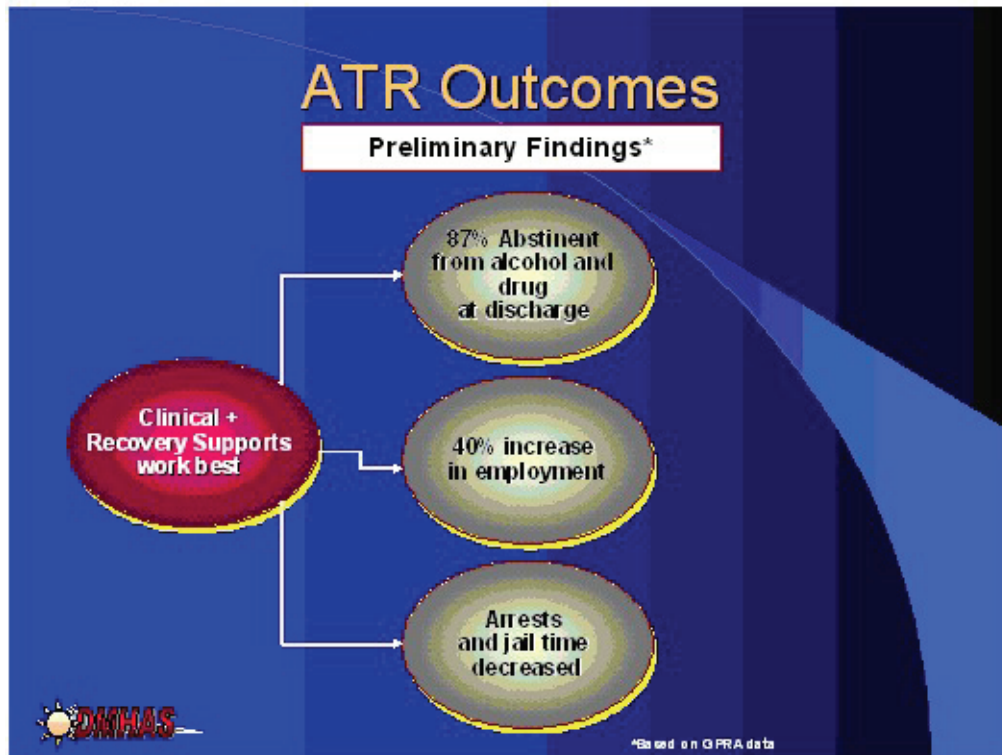 ATR Outcomes
Preliminary Findings*
87% Abstinent
from alcohol and
drug
at discharge
Clinical +
Recovery Supports
work best
40% increase
in employment
Arrests
and jail time
decreased
DMHAS
*Based on GPRA data